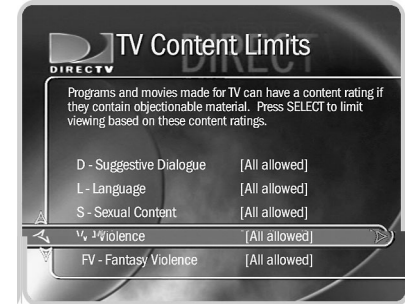 DIRECT
TV Content Limits
DIRECTV
Programs and movies made for TV can have a content rating if
they contain objectionable material. Press SELECT to limit
viewing based on these content ratings.
D - Suggestive Dialogue [All allowed]
L - Language [All allowed]
S - Sexual Content [All allowed]
Violence [All allowed]
FV - Fantasy Violence [All allowed]